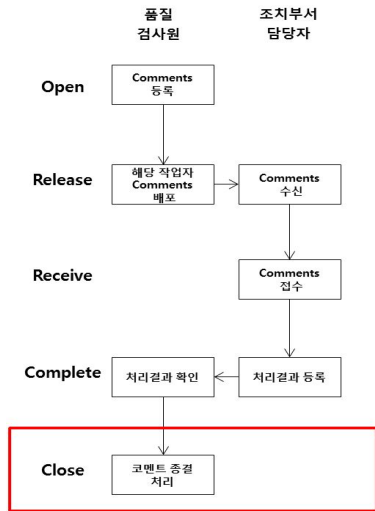 품질
검사원
조치부서
담당자
Open
Comments
등록
Release
해당 작업자
Comments
배포
Comments
수신
Receive
Comments
접수
Complete
처리결과 확인
처리결과 등록
Close
코멘트 종결
처리